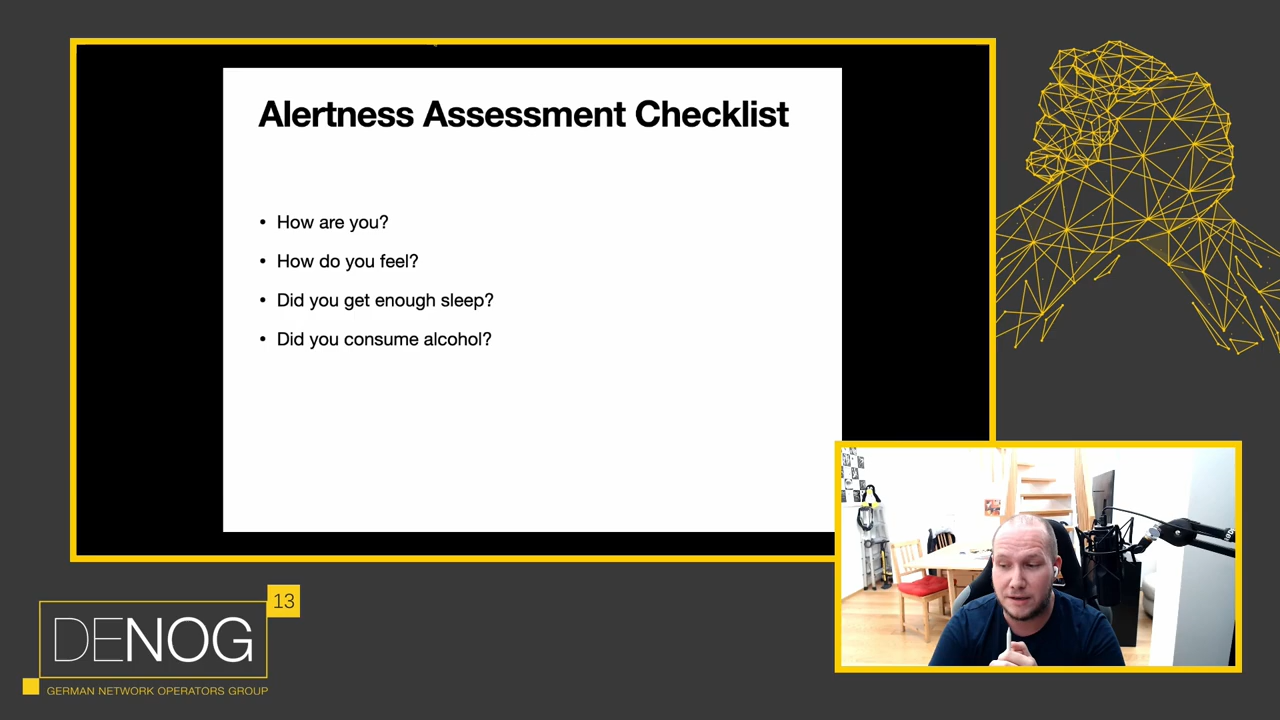 Alertness Assessment Checklist
• How are you?
• How do you feel?
• Did you get enough sleep?
• Did you consume alcohol?
13
DENOG
GERMAN NETWORK OPERATORS GROUP